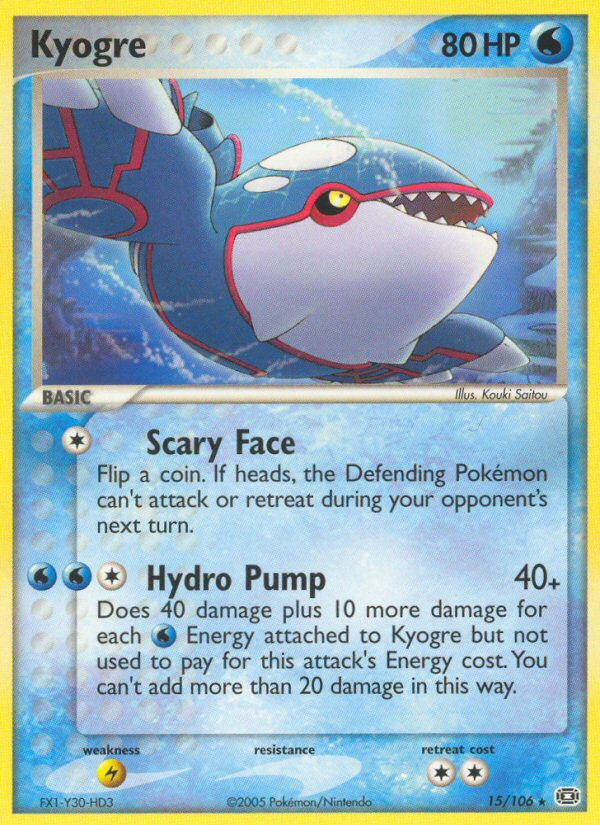 Kyogre 80 HP
BASIC
Illus. Kouki Saitou
Scary Face
Flip a coin. If heads, the Defending Pokémon
can't attack or retreat during your opponent's
next turn.
Hydro Pump 40+
Does 40 damage plus 10 more damage for
each Energy attached to Kyogre but not
used to pay for this attack's Energy cost. You
can't add more than 20 damage in this way.
weakness resistance retreat cost
FX1-Y30-HD3 ©2005 Pokémon/Nintendo 15/106 ★